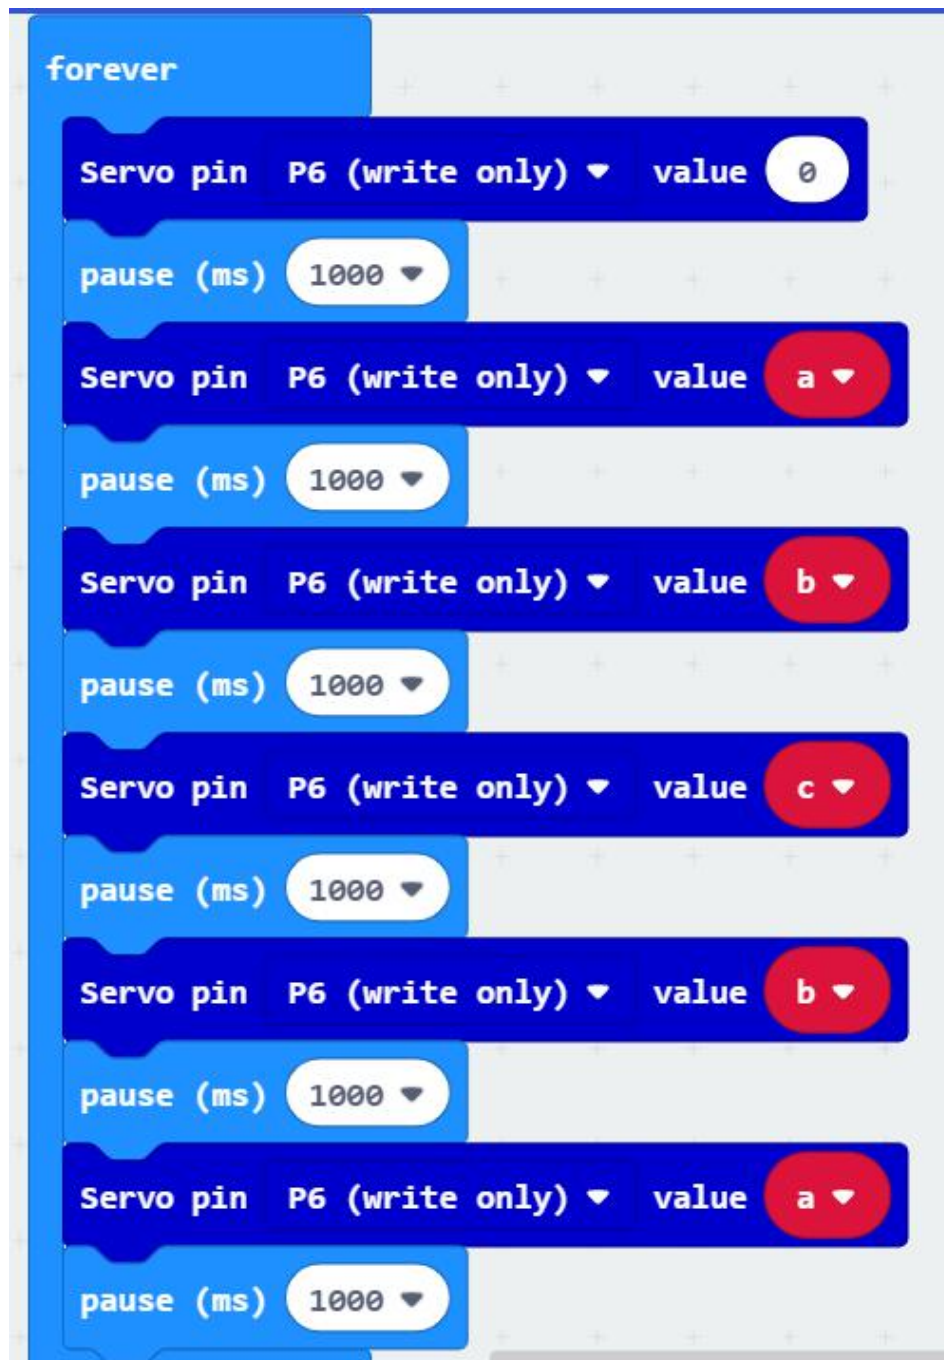 forever
Servo pin P6 (write only) value 0
pause (ms) 1000
Servo pin P6 (write only) value a
pause (ms) 1000
Servo pin P6 (write only) value b
pause (ms) 1000
Servo pin P6 (write only) value c
pause (ms) 1000
Servo pin P6 (write only) value b
pause (ms) 1000
Servo pin P6 (write only) value a
pause (ms) 1000